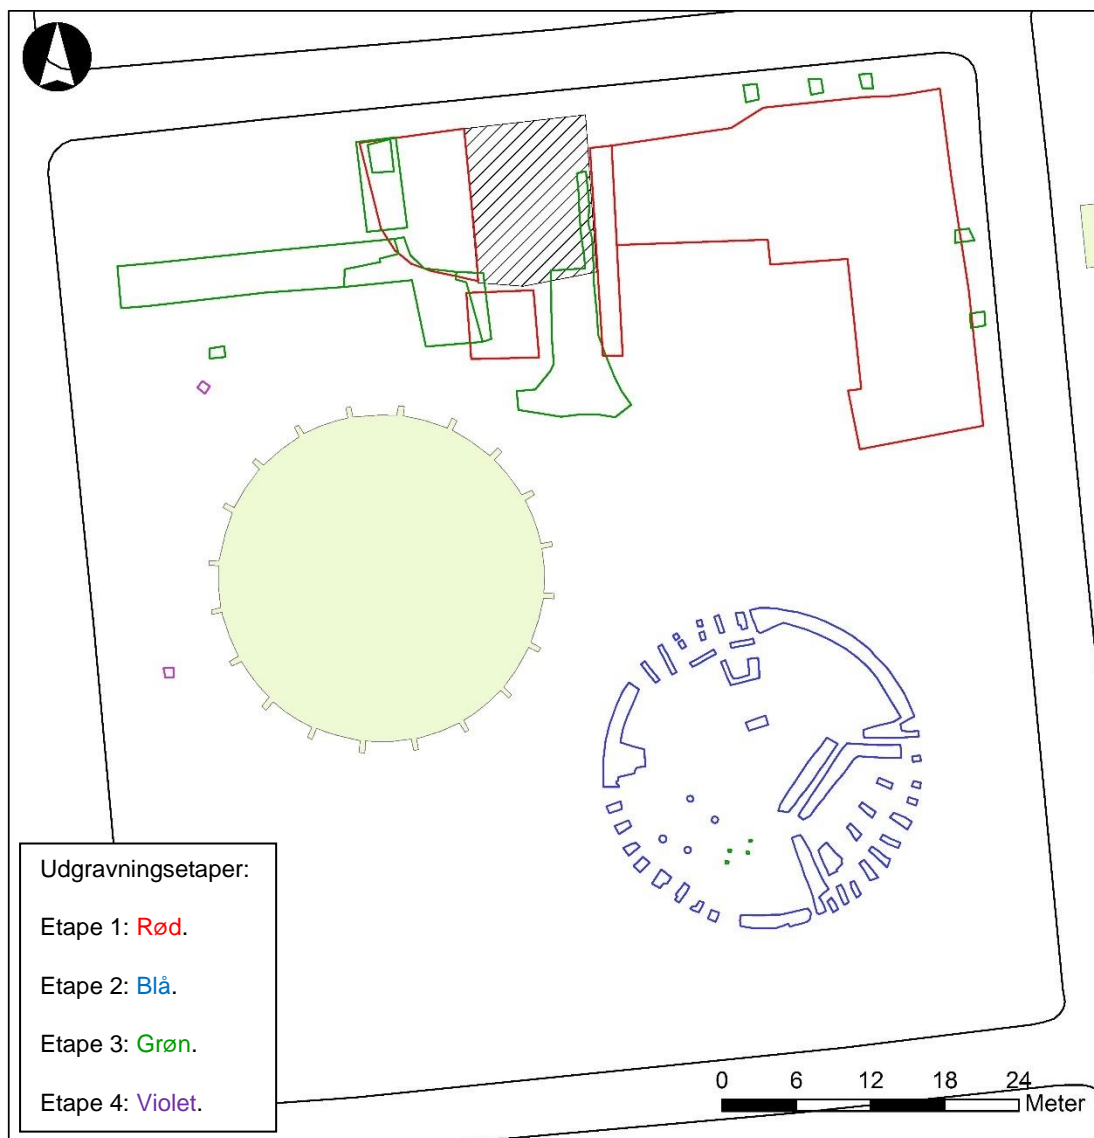 Udgravningsetaper:
Etape 1: Rød.
Etape 2: Blå.
Etape 3: Grøn.
Etape 4: Violet.
0 6 12 18 24
Meter